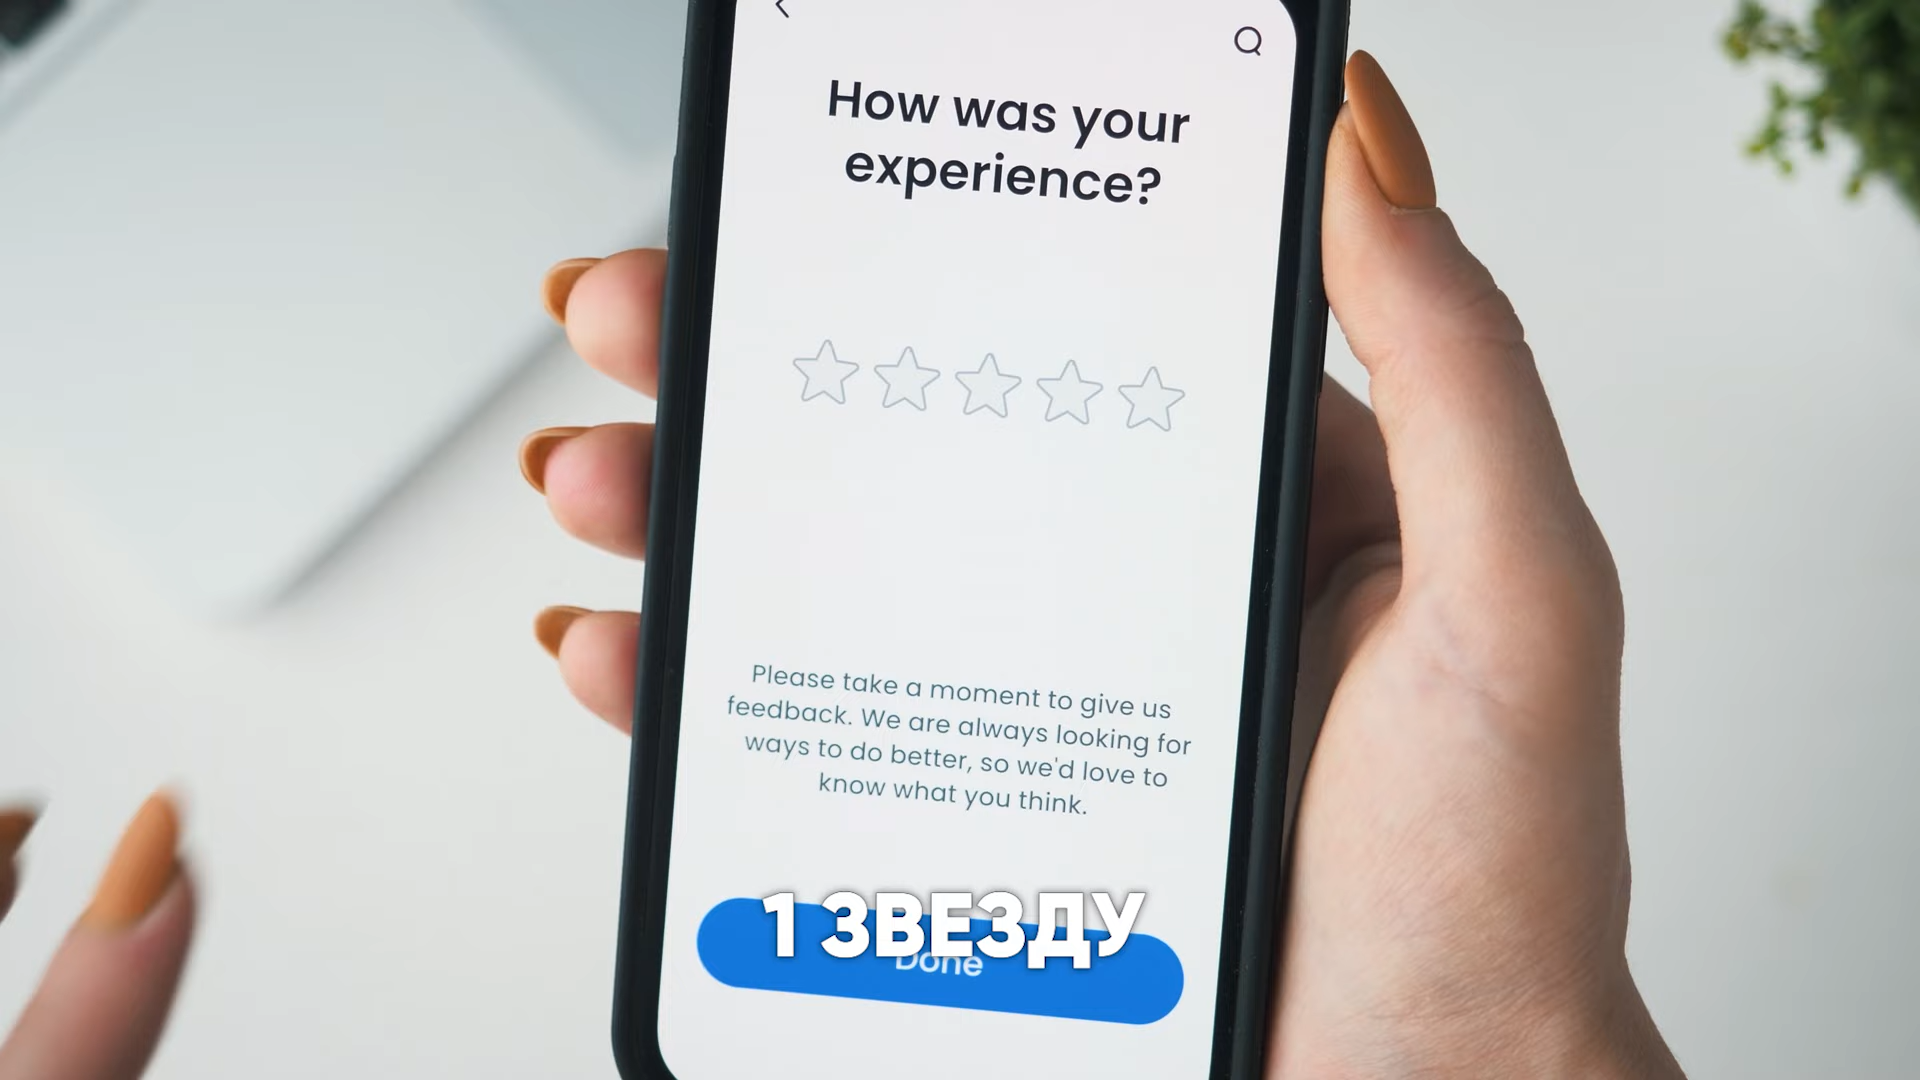 How was your
experience?
Please take a moment to give us
feedback. We are always looking for
ways to do better, so we'd love to
know what you think.
1 ЗВЕЗДУ
Done